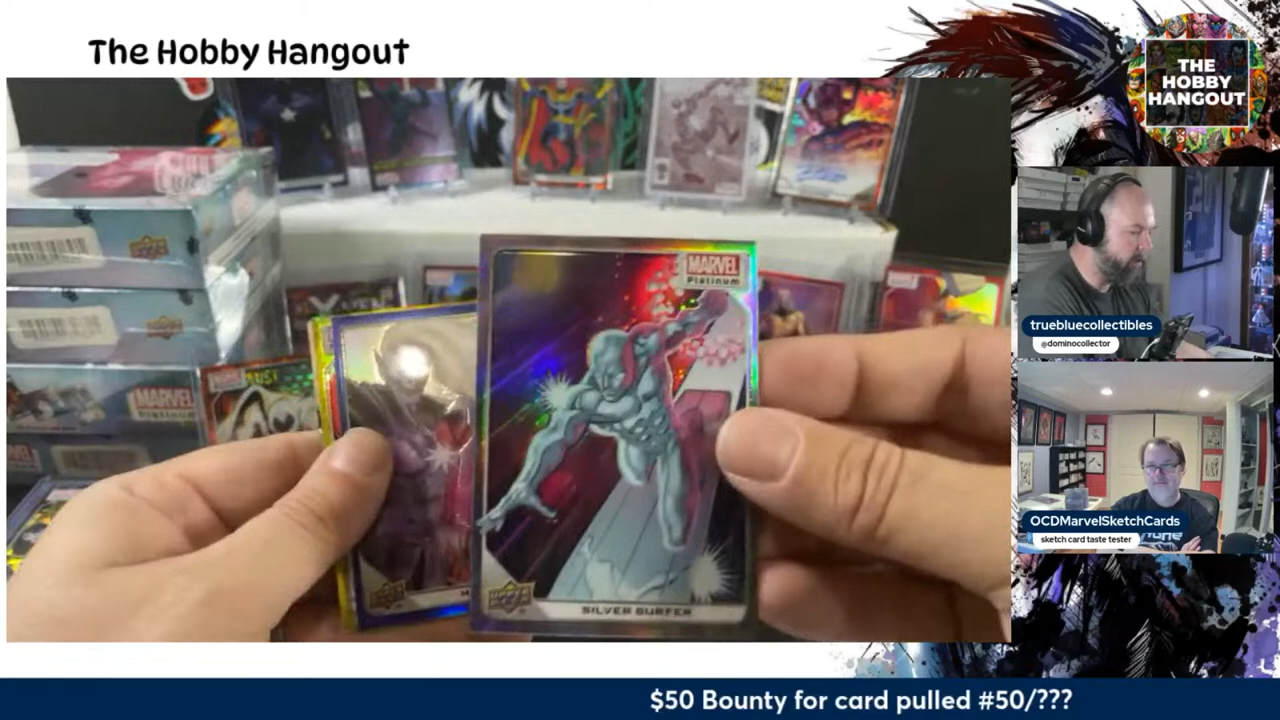 The Hobby Hangout
THE
HOBBY
HANGOUT
MARVEL
Platinum
MARVEL
SILVER SURFER
truebluecollectibles
@dominocollector
OCDMarvelSketchCards
sketch card taste tester
$50 Bounty for card pulled #50/???